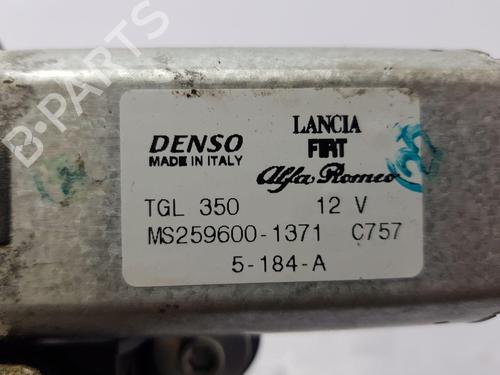 B-PARTS
DENSO
MADE IN ITALY
LANCIA
FIAT
Alfa Romeo
TGL 350 12 V
MS259600-1371 C757
5-184-A